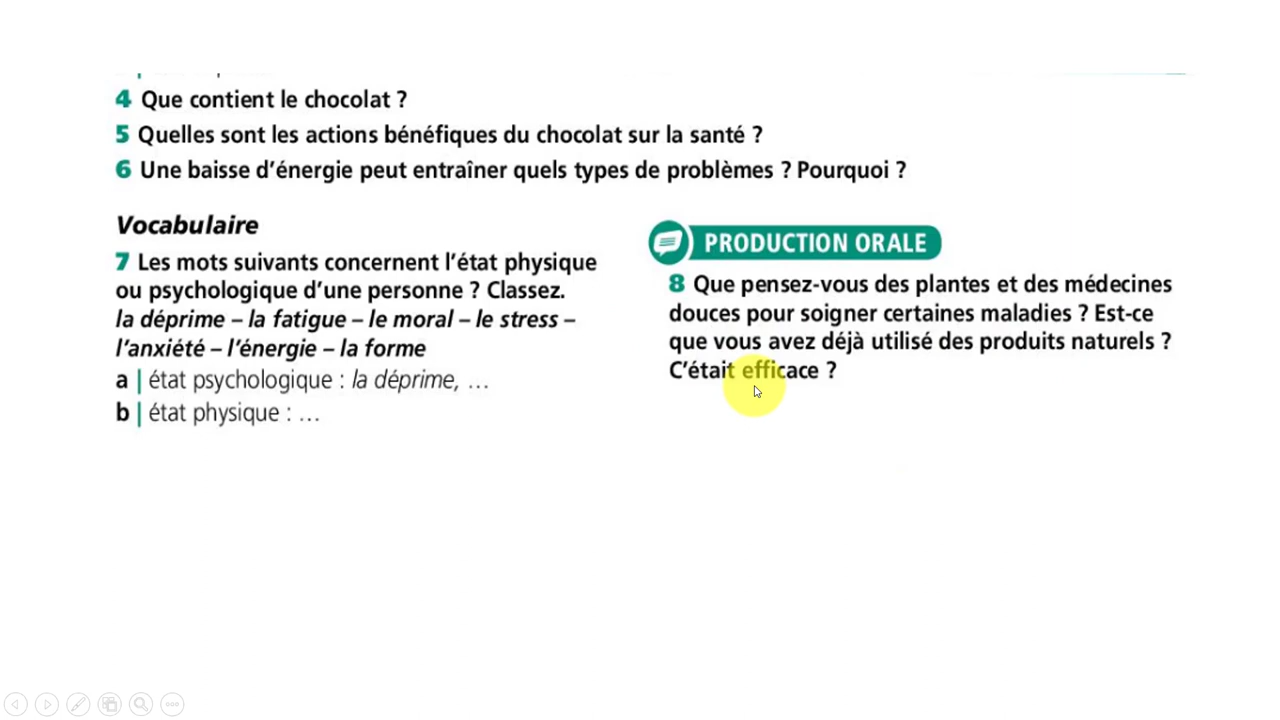 4 Que contient le chocolat ?
5 Quelles sont les actions bénéfiques du chocolat sur la santé ?
6 Une baisse d'énergie peut entraîner quels types de problèmes ? Pourquoi ?
Vocabulaire
7 Les mots suivants concernent l'état physique
ou psychologique d'une personne ? Classez.
la déprime – la fatigue – le moral – le stress –
l'anxiété – l'énergie – la forme
a | état psychologique : la déprime, ...
b | état physique : ...
PRODUCTION ORALE
8 Que pensez-vous des plantes et des médecines
douces pour soigner certaines maladies ? Est-ce
que vous avez déjà utilisé des produits naturels ?
C'était efficace ?